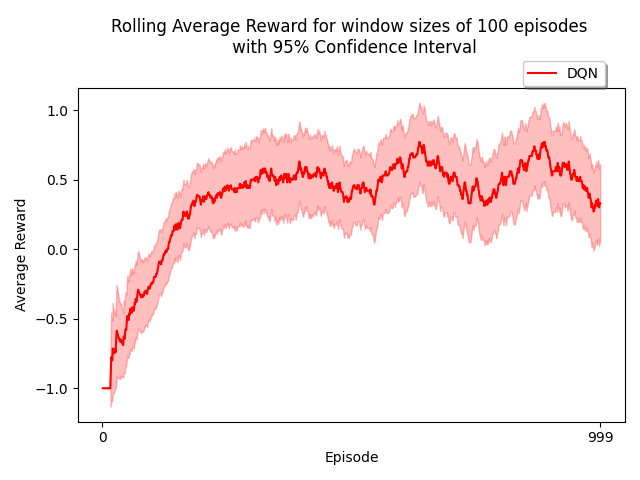 Rolling Average Reward for window sizes of 100 episodes
with 95% Confidence Interval
DQN
1.0
0.5
0.0
−0.5
−1.0
Average Reward
0
999
Episode